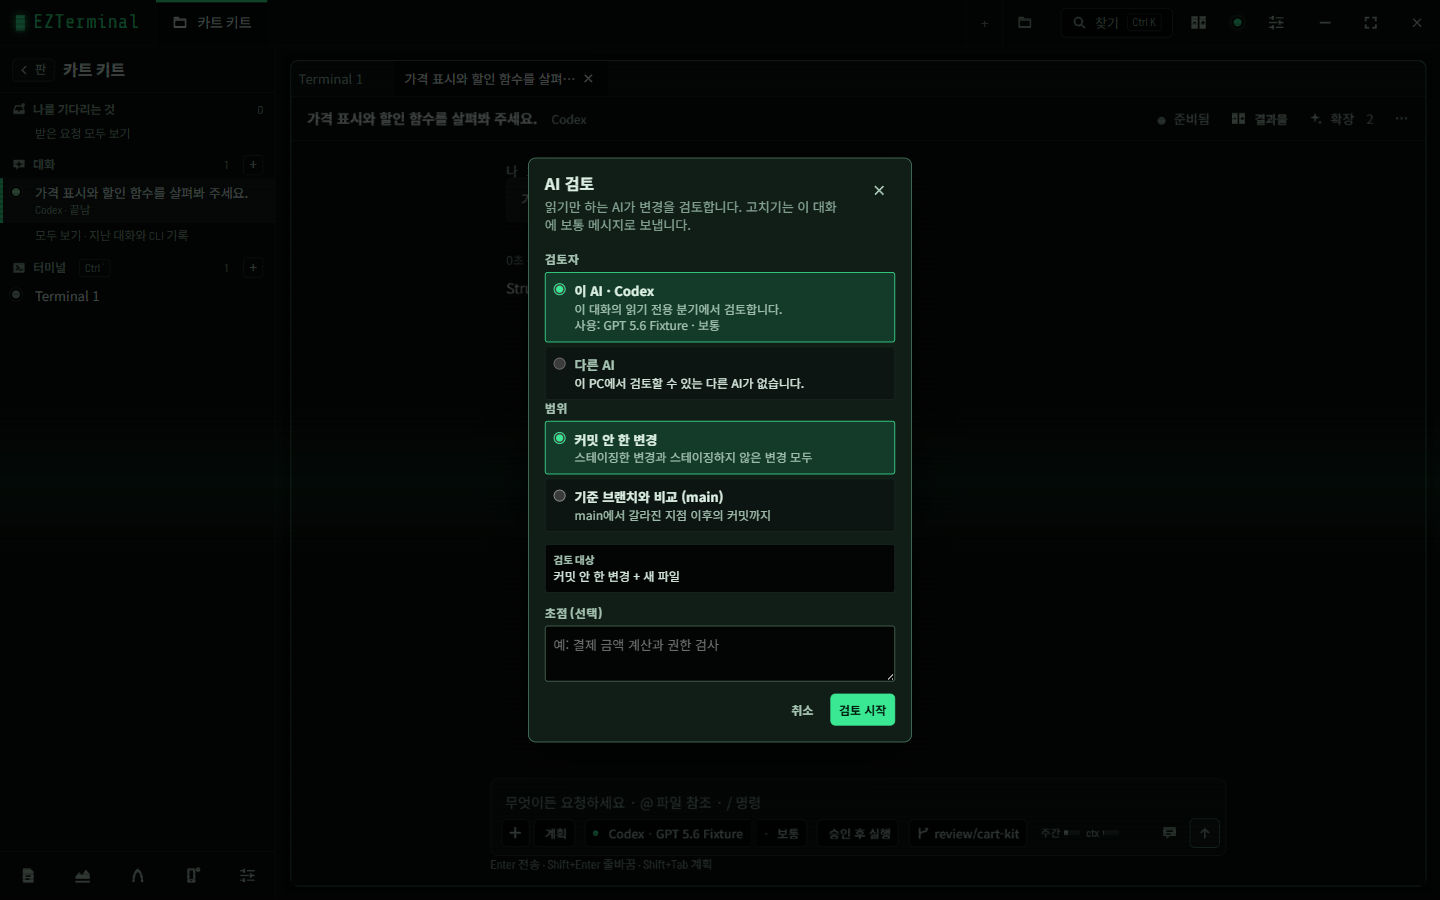 EZTerminal
카트 키트
+
찾기 Ctrl K
판 카트 키트
나를 기다리는 것 0
받은 요청 모두 보기
대화 1 +
가격 표시와 할인 함수를 살펴봐 주세요.
Codex · 끝남
모두 보기 · 지난 대화와 CLI 기록
터미널 Ctrl ` 1 +
Terminal 1
Terminal 1
가격 표시와 할인 함수를 살펴… ✕
가격 표시와 할인 함수를 살펴봐 주세요. Codex
준비됨 결과물 확장 2 ···
나
0초
Stru
AI 검토
읽기만 하는 AI가 변경을 검토합니다. 고치기는 이 대화
에 보통 메시지로 보냅니다.
검토자
이 AI · Codex
이 대화의 읽기 전용 분기에서 검토합니다.
사용: GPT 5.6 Fixture · 보통
다른 AI
이 PC에서 검토할 수 있는 다른 AI가 없습니다.
범위
커밋 안 한 변경
스테이징한 변경과 스테이징하지 않은 변경 모두
기준 브랜치와 비교 (main)
main에서 갈라진 지점 이후의 커밋까지
검토 대상
커밋 안 한 변경 + 새 파일
초점 (선택)
예: 결제 금액 계산과 권한 검사
취소 검토 시작
무엇이든 요청하세요 · @ 파일 참조 · / 명령
+ 계획 Codex · GPT 5.6 Fixture · 보통 승인 후 실행 review/cart-kit 주간 ctx
Enter 전송 · Shift+Enter 줄바꿈 · Shift+Tab 계획